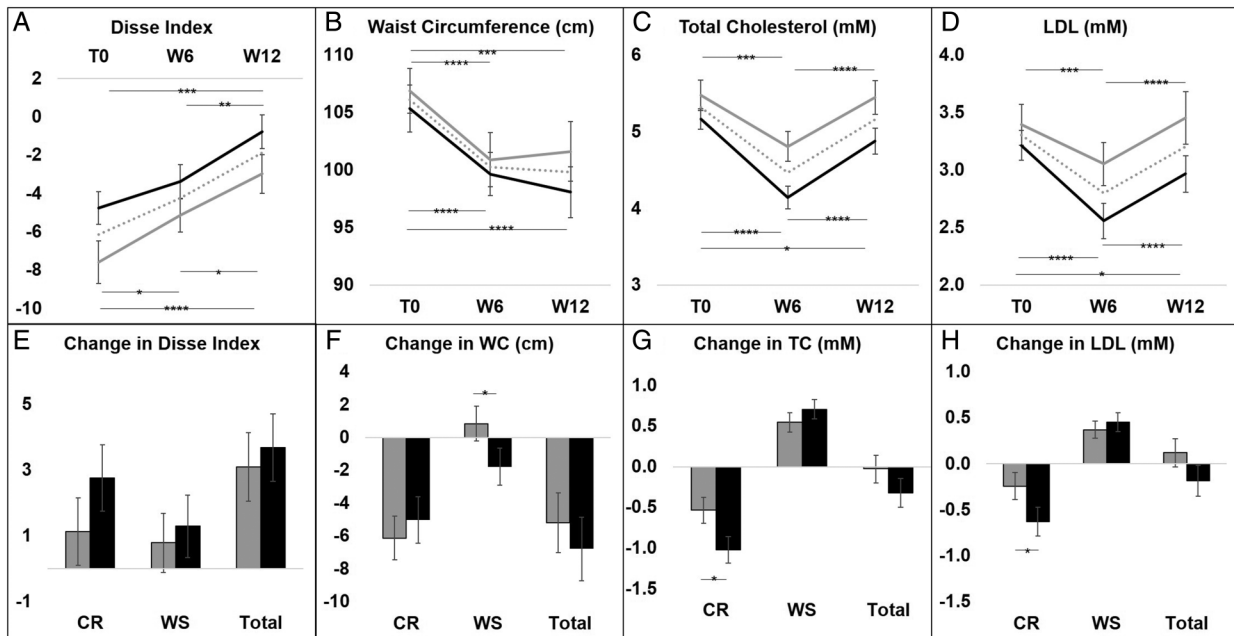 A
Disse Index
T0 W6 W12
2
0
-2
-4
-6
-8
-10
***
**
*
*
****
B
Waist Circumference (cm)
110
105
100
95
90
***
****
****
****
T0 W6 W12
C
Total Cholesterol (mM)
6
5
4
3
*** ****
****
****
*
T0 W6 W12
D
LDL (mM)
4.0
3.5
3.0
2.5
2.0
***
****
****
****
*
T0 W6 W12
E
Change in Disse Index
5
3
1
-1
CR WS Total
F
Change in WC (cm)
4
2
0
-2
-4
-6
-8
-10
*
CR WS Total
G
Change in TC (mM)
1.0
0.5
0.0
-0.5
-1.0
-1.5
*
CR WS Total
H
Change in LDL (mM)
1.0
0.5
0.0
-0.5
-1.0
-1.5
*
CR WS Total